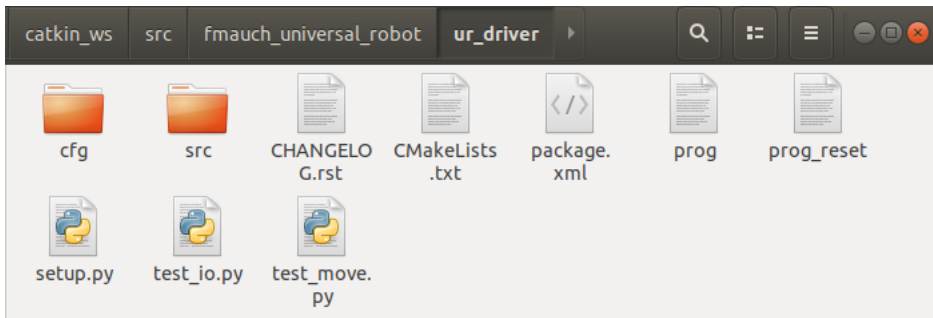 catkin_ws src fmauch_universal_robot ur_driver
cfg src CHANGELO CMakeLists package. prog prog_reset
G.rst .txt xml
setup.py test_io.py test_move.
py